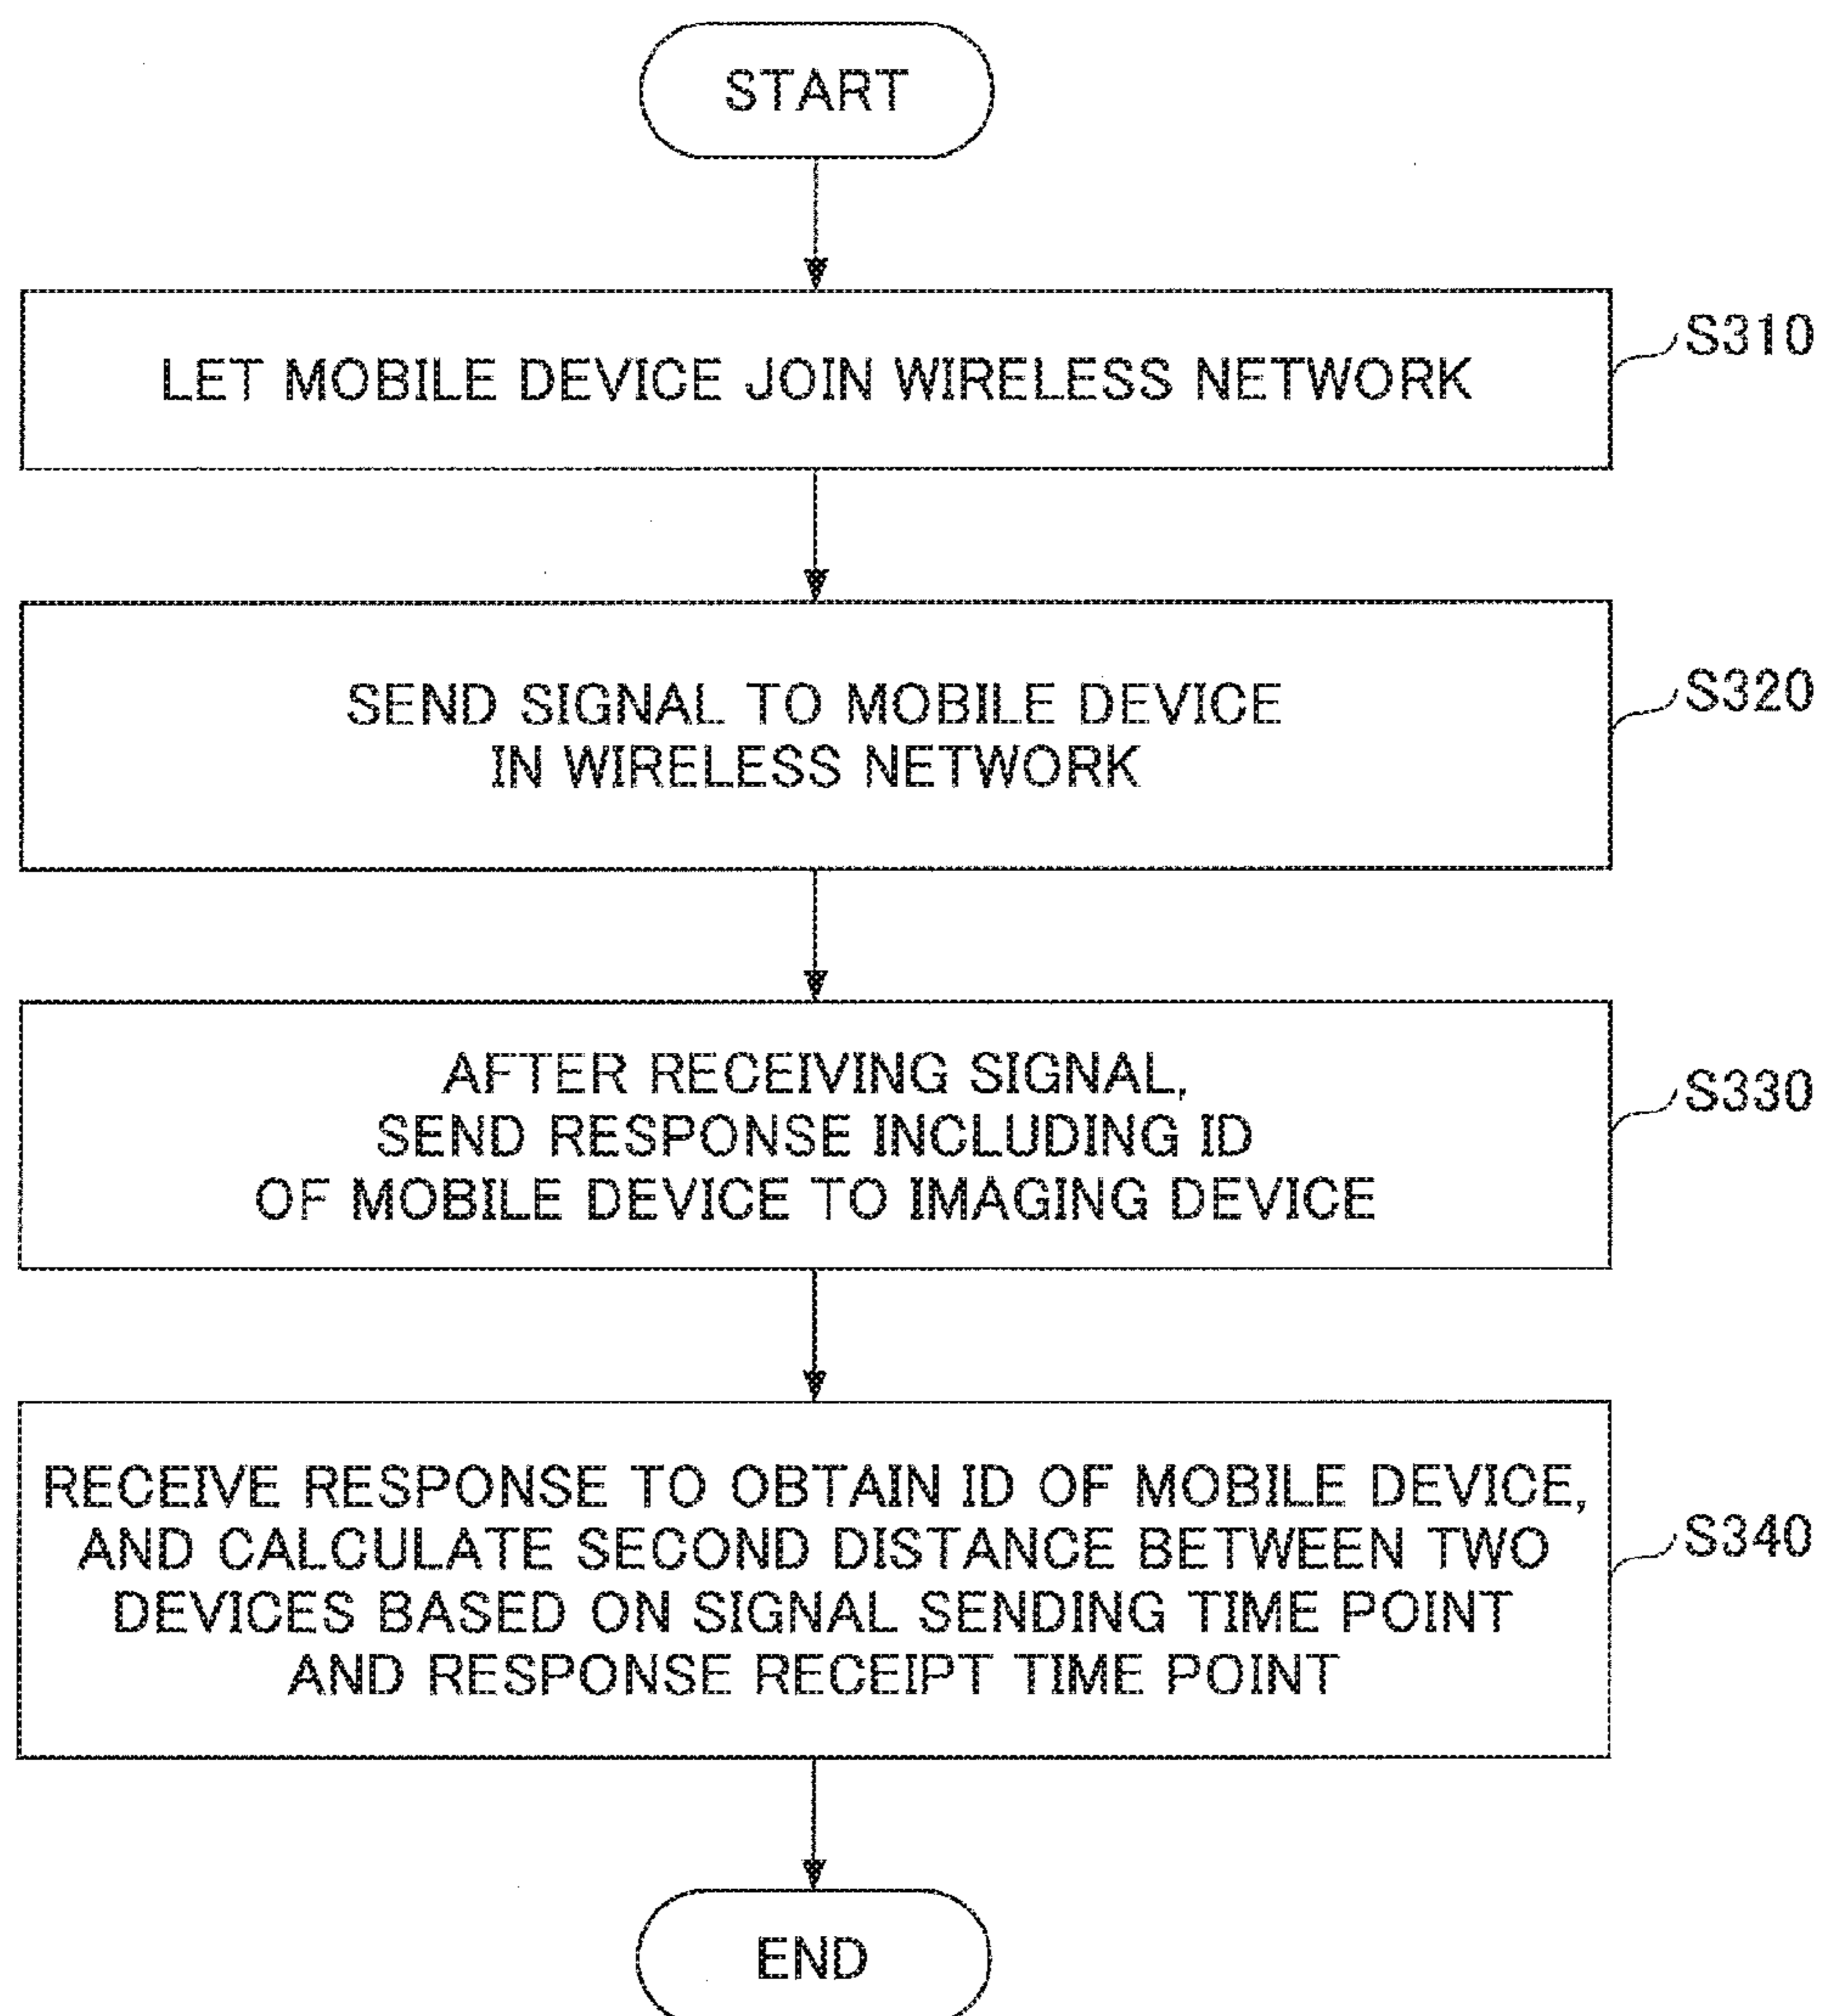 START
LET MOBILE DEVICE JOIN WIRELESS NETWORK
S310
SEND SIGNAL TO MOBILE DEVICE
IN WIRELESS NETWORK
S320
AFTER RECEIVING SIGNAL,
SEND RESPONSE INCLUDING ID
OF MOBILE DEVICE TO IMAGING DEVICE
S330
RECEIVE RESPONSE TO OBTAIN ID OF MOBILE DEVICE,
AND CALCULATE SECOND DISTANCE BETWEEN TWO
DEVICES BASED ON SIGNAL SENDING TIME POINT
AND RESPONSE RECEIPT TIME POINT
S340
END